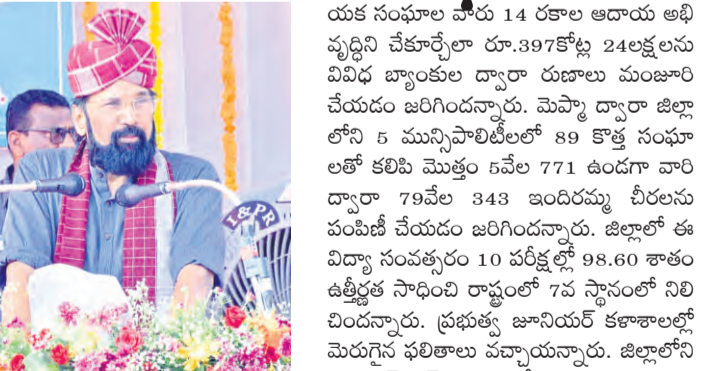 యక సంఘాల వారు 14 రకాల ఆదాయ అభి
వృద్ధిని చేకూర్చేలా రూ.397కోట్ల 24లక్షలను
వివిధ బ్యాంకుల ద్వారా రుణాలు మంజూరి
చేయడం జరిగిందన్నారు. మెప్మా ద్వారా జిల్లా
లోని 5 మున్సిపాలిటీలలో 89 కొత్త సంఘా
లతో కలిపి మొత్తం 5వేల 771 ఉండగా వారి
ద్వారా 79వేల 343 ఇందిరమ్మ చీరలను
పంపిణీ చేయడం జరిగిందన్నారు. జిల్లాలో ఈ
విద్యా సంవత్సరం 10 పరీక్షల్లో 98.60 శాతం
ఉత్తీర్ణత సాధించి రాష్ట్రంలో 7వ స్థానంలో నిలి
చిందన్నారు. ప్రభుత్వ జూనియర్ కళాశాలల్లో
మెరుగైన ఫలితాలు వచ్చాయన్నారు. జిల్లాలోని
I&PR